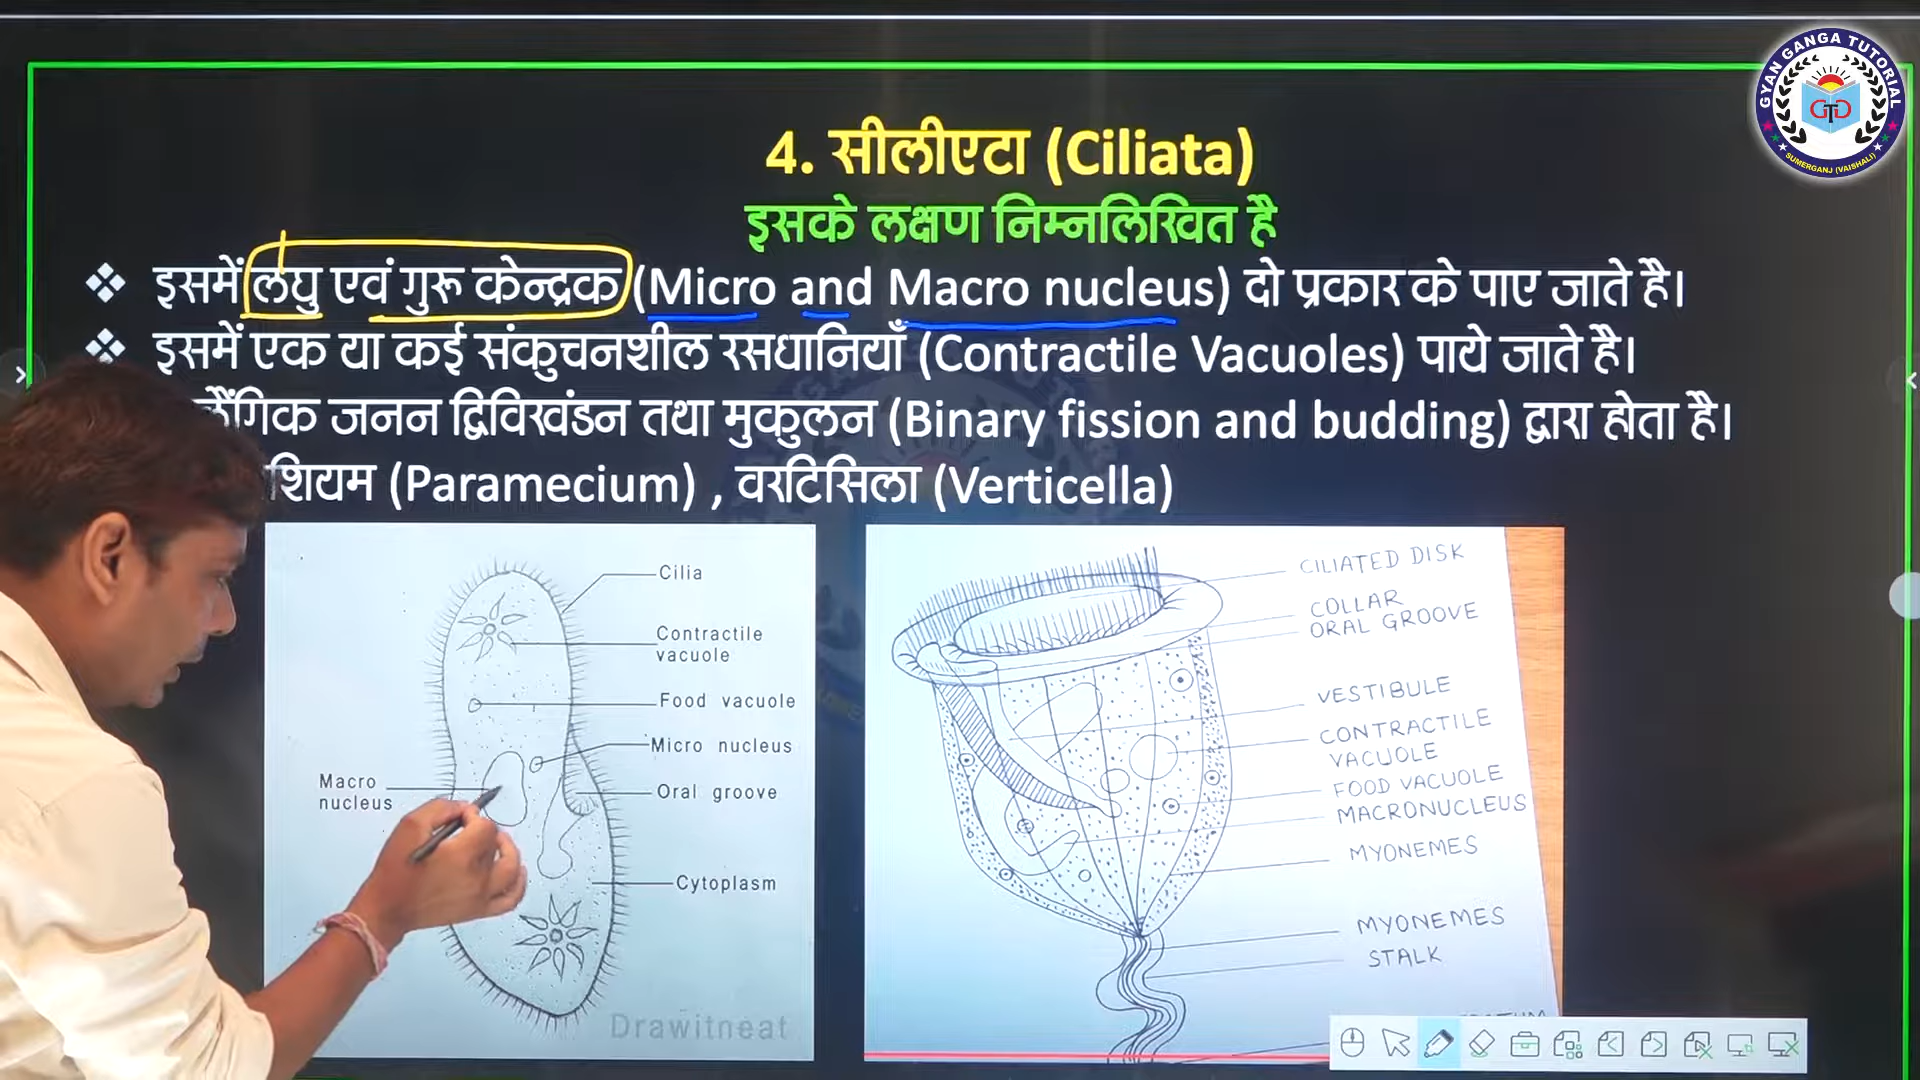 GYAN GANGA TUTORIAL
GTG
SUMERGANJ (VAISHALI)
4. सीलीएटा (Ciliata)
इसके लक्षण निम्नलिखित है
❖ इसमें लघु एवं गुरू केन्द्रक (Micro and Macro nucleus) दो प्रकार के पाए जाते है।
❖ इसमें एक या कई संकुचनशील रसधानियाँ (Contractile Vacuoles) पाये जाते है।
लैंगिक जनन द्विविखंडन तथा मुकुलन (Binary fission and budding) द्वारा होता है।
शियम (Paramecium) , वरटिसिला (Verticella)
Cilia
Contractile
vacuole
Food vacuole
Micro nucleus
Macro
nucleus
Oral groove
Cytoplasm
Drawitneat
CILIATED DISK
COLLAR
ORAL GROOVE
VESTIBULE
CONTRACTILE
VACUOLE
FOOD VACUOLE
MACRONUCLEUS
MYONEMES
MYONEMES
STALK